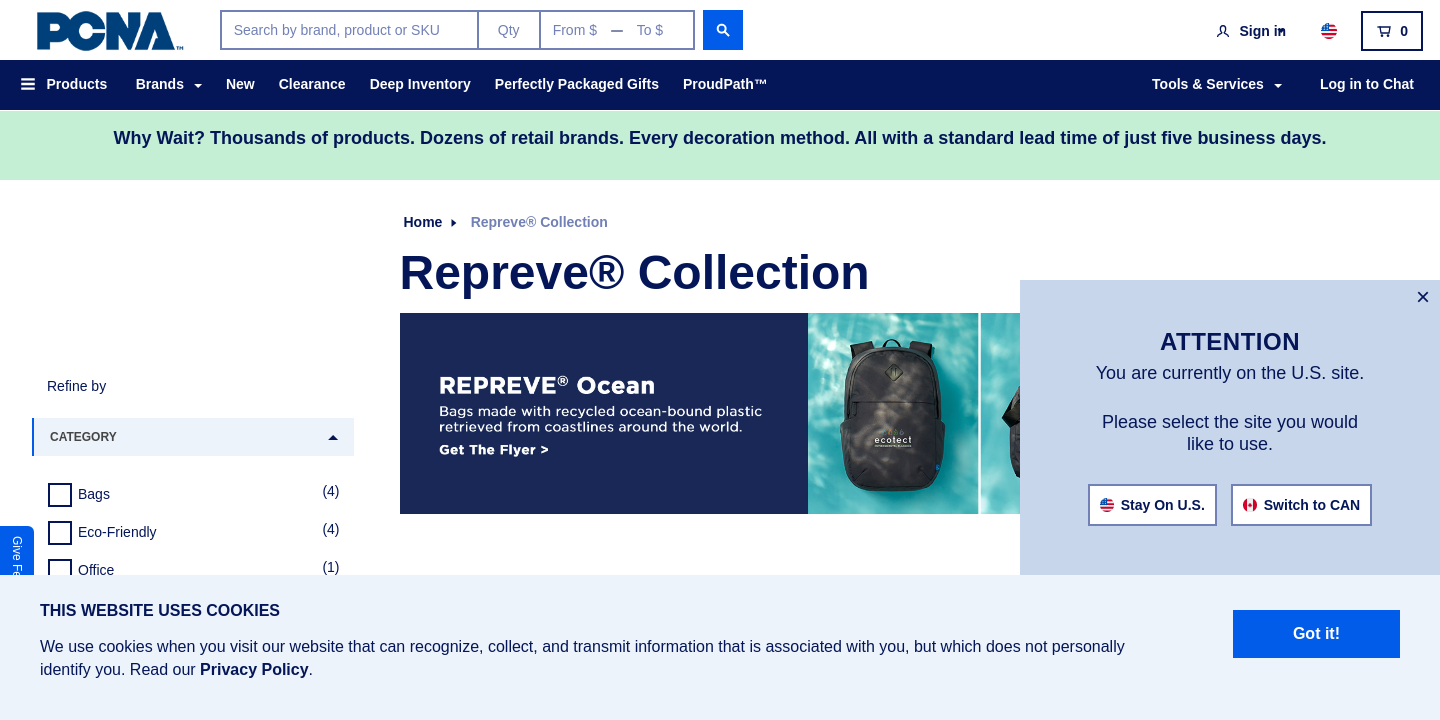 PCNA™
Search by brand, product or SKU
Qty
From $ — To $
Sign in
0
Products
Brands
New
Clearance
Deep Inventory
Perfectly Packaged Gifts
ProudPath™
Tools & Services
Log in to Chat
Why Wait? Thousands of products. Dozens of retail brands. Every decoration method. All with a standard lead time of just five business days.
Home
Repreve® Collection
Repreve® Collection
REPREVE® Ocean
Bags made with recycled ocean-bound plastic
retrieved from coastlines around the world.
Get The Flyer >
ecotect
×
ATTENTION
You are currently on the U.S. site.
Please select the site you would
like to use.
Stay On U.S.
Switch to CAN
Refine by
CATEGORY
Bags (4)
Eco-Friendly (4)
Office (1)
Give Fe
THIS WEBSITE USES COOKIES
We use cookies when you visit our website that can recognize, collect, and transmit information that is associated with you, but which does not personally
identify you. Read our Privacy Policy.
Got it!